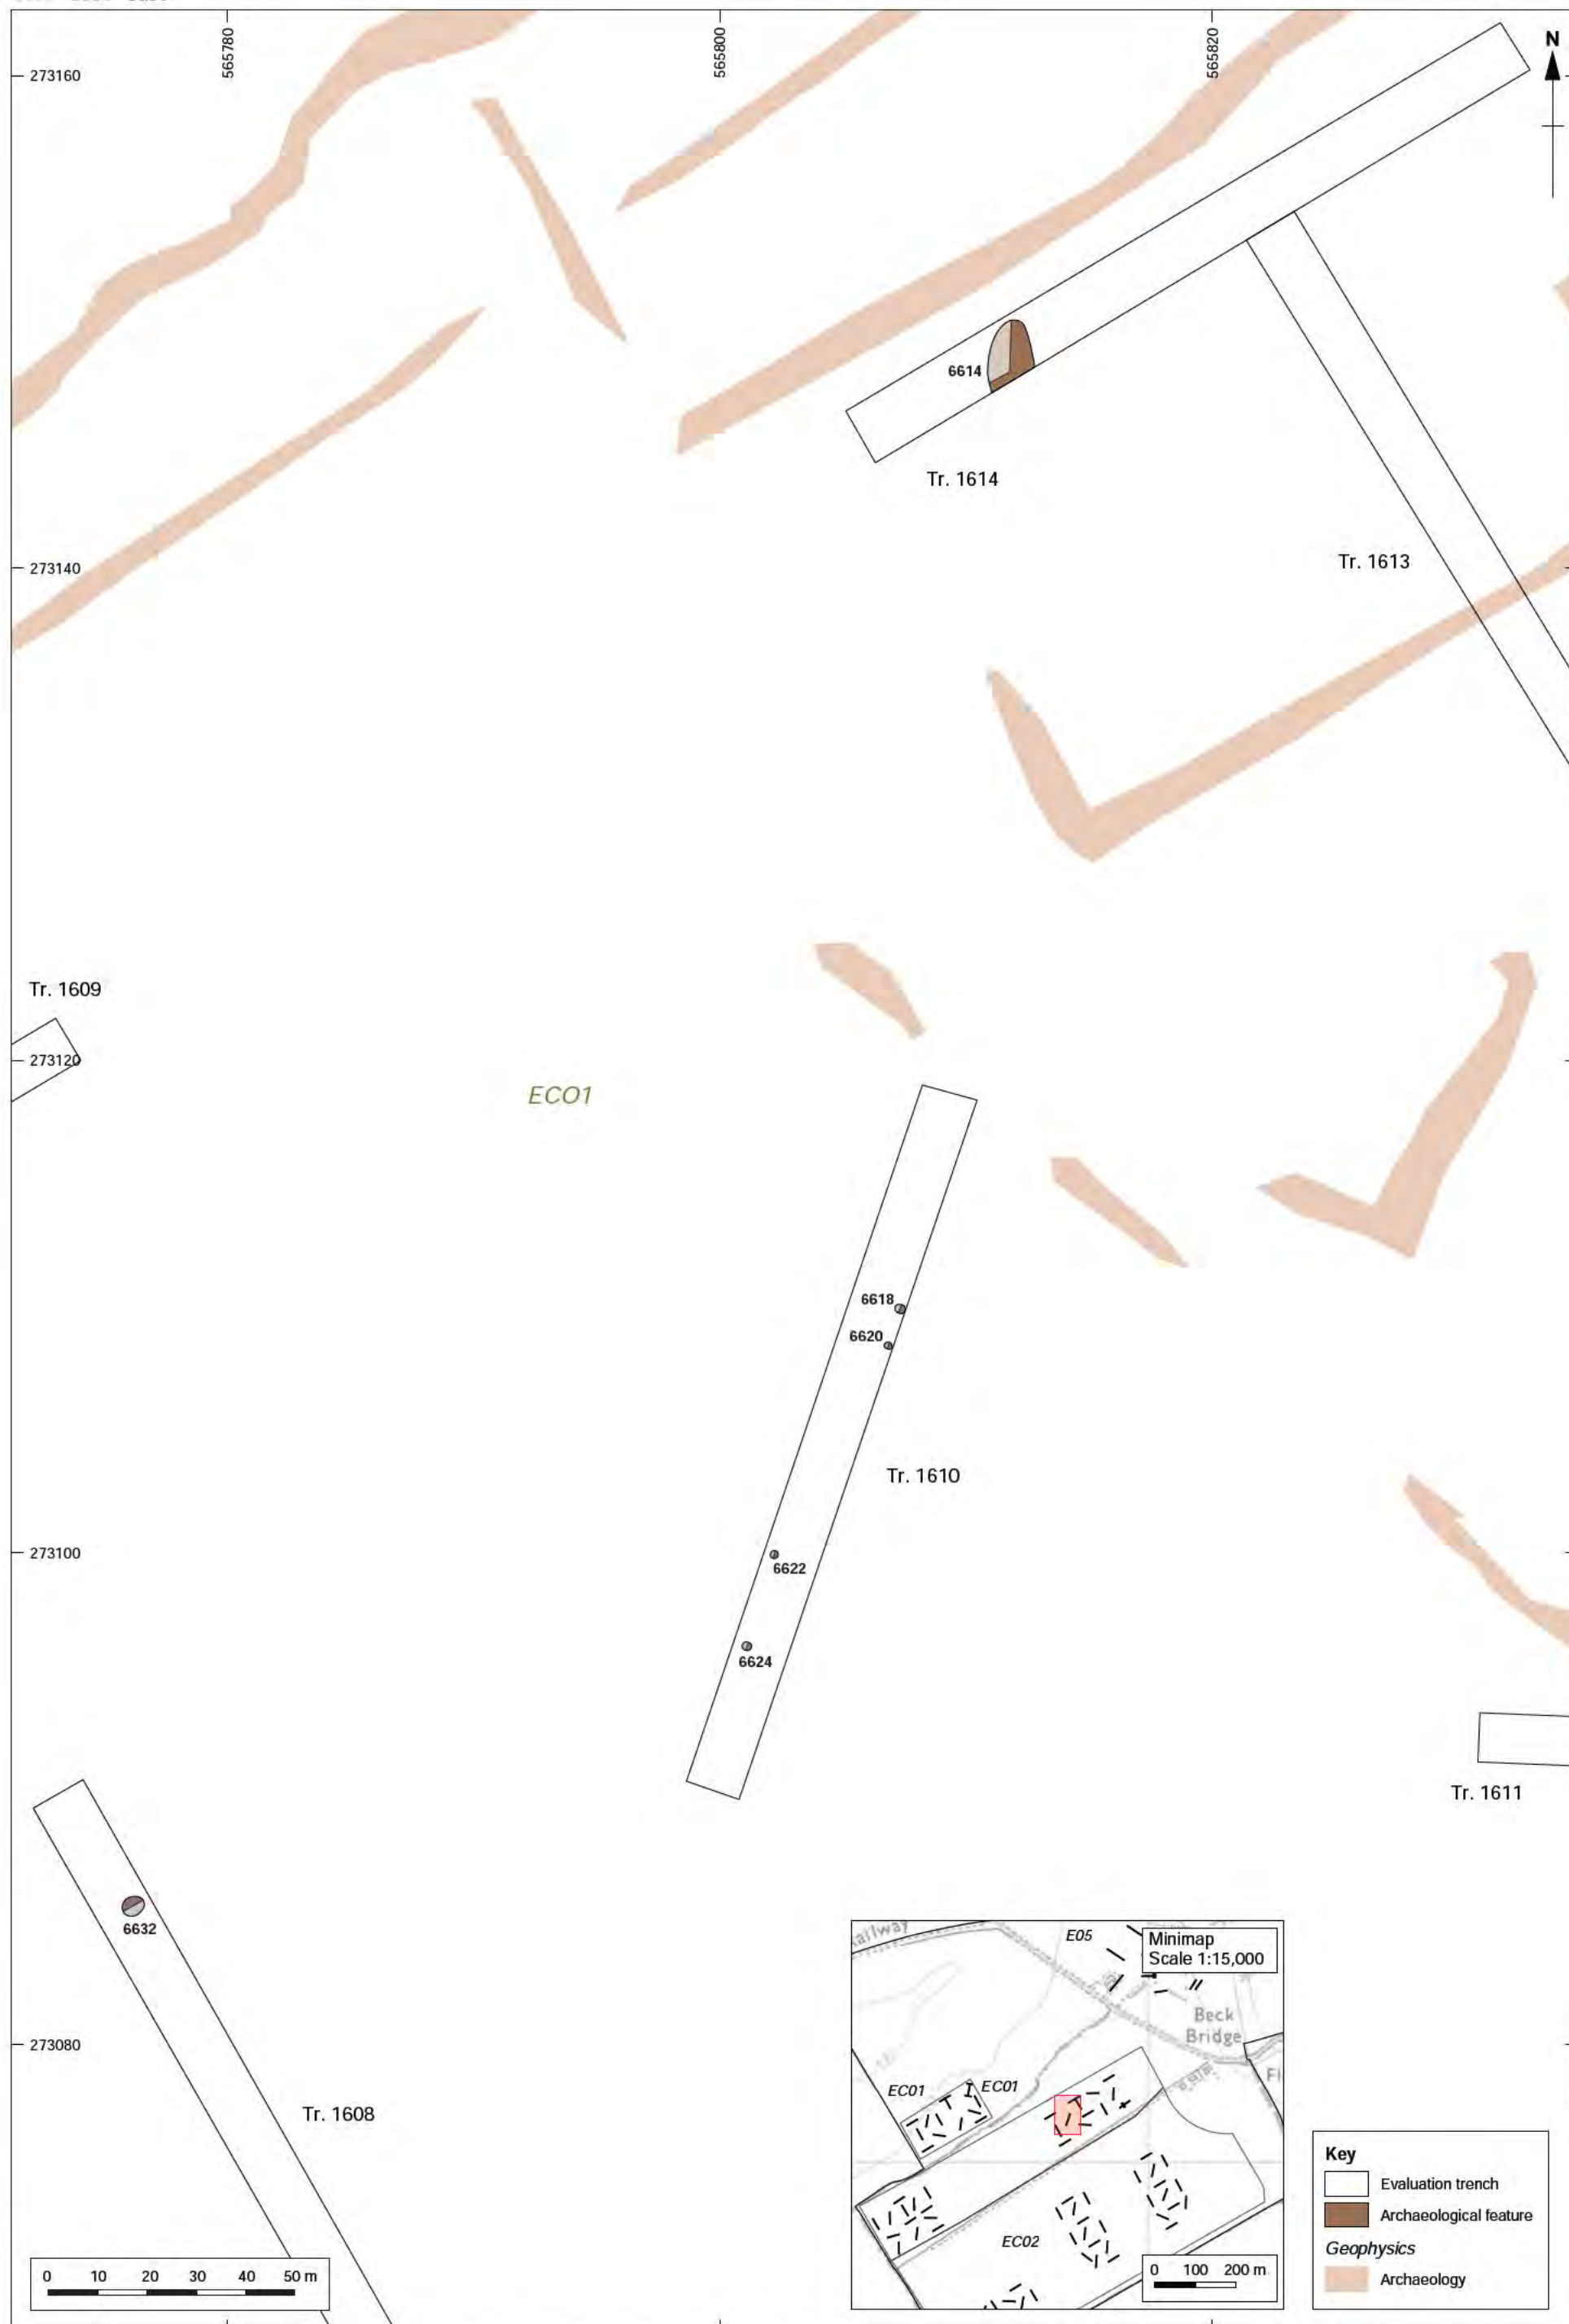 565780
565800
565820
N
273160
6614
Tr. 1614
273140
Tr. 1613
Tr. 1609
273120
ECO1
6618
6620
Tr. 1610
273100
6622
6624
Tr. 1611
6632
273080
Tr. 1608
0 10 20 30 40 50 m
ailway
E05
Minimap
Scale 1:15,000
Beck
Bridge
EC01
EC01
EC02
0 100 200 m
Key
Evaluation trench
Archaeological feature
Geophysics
Archaeology